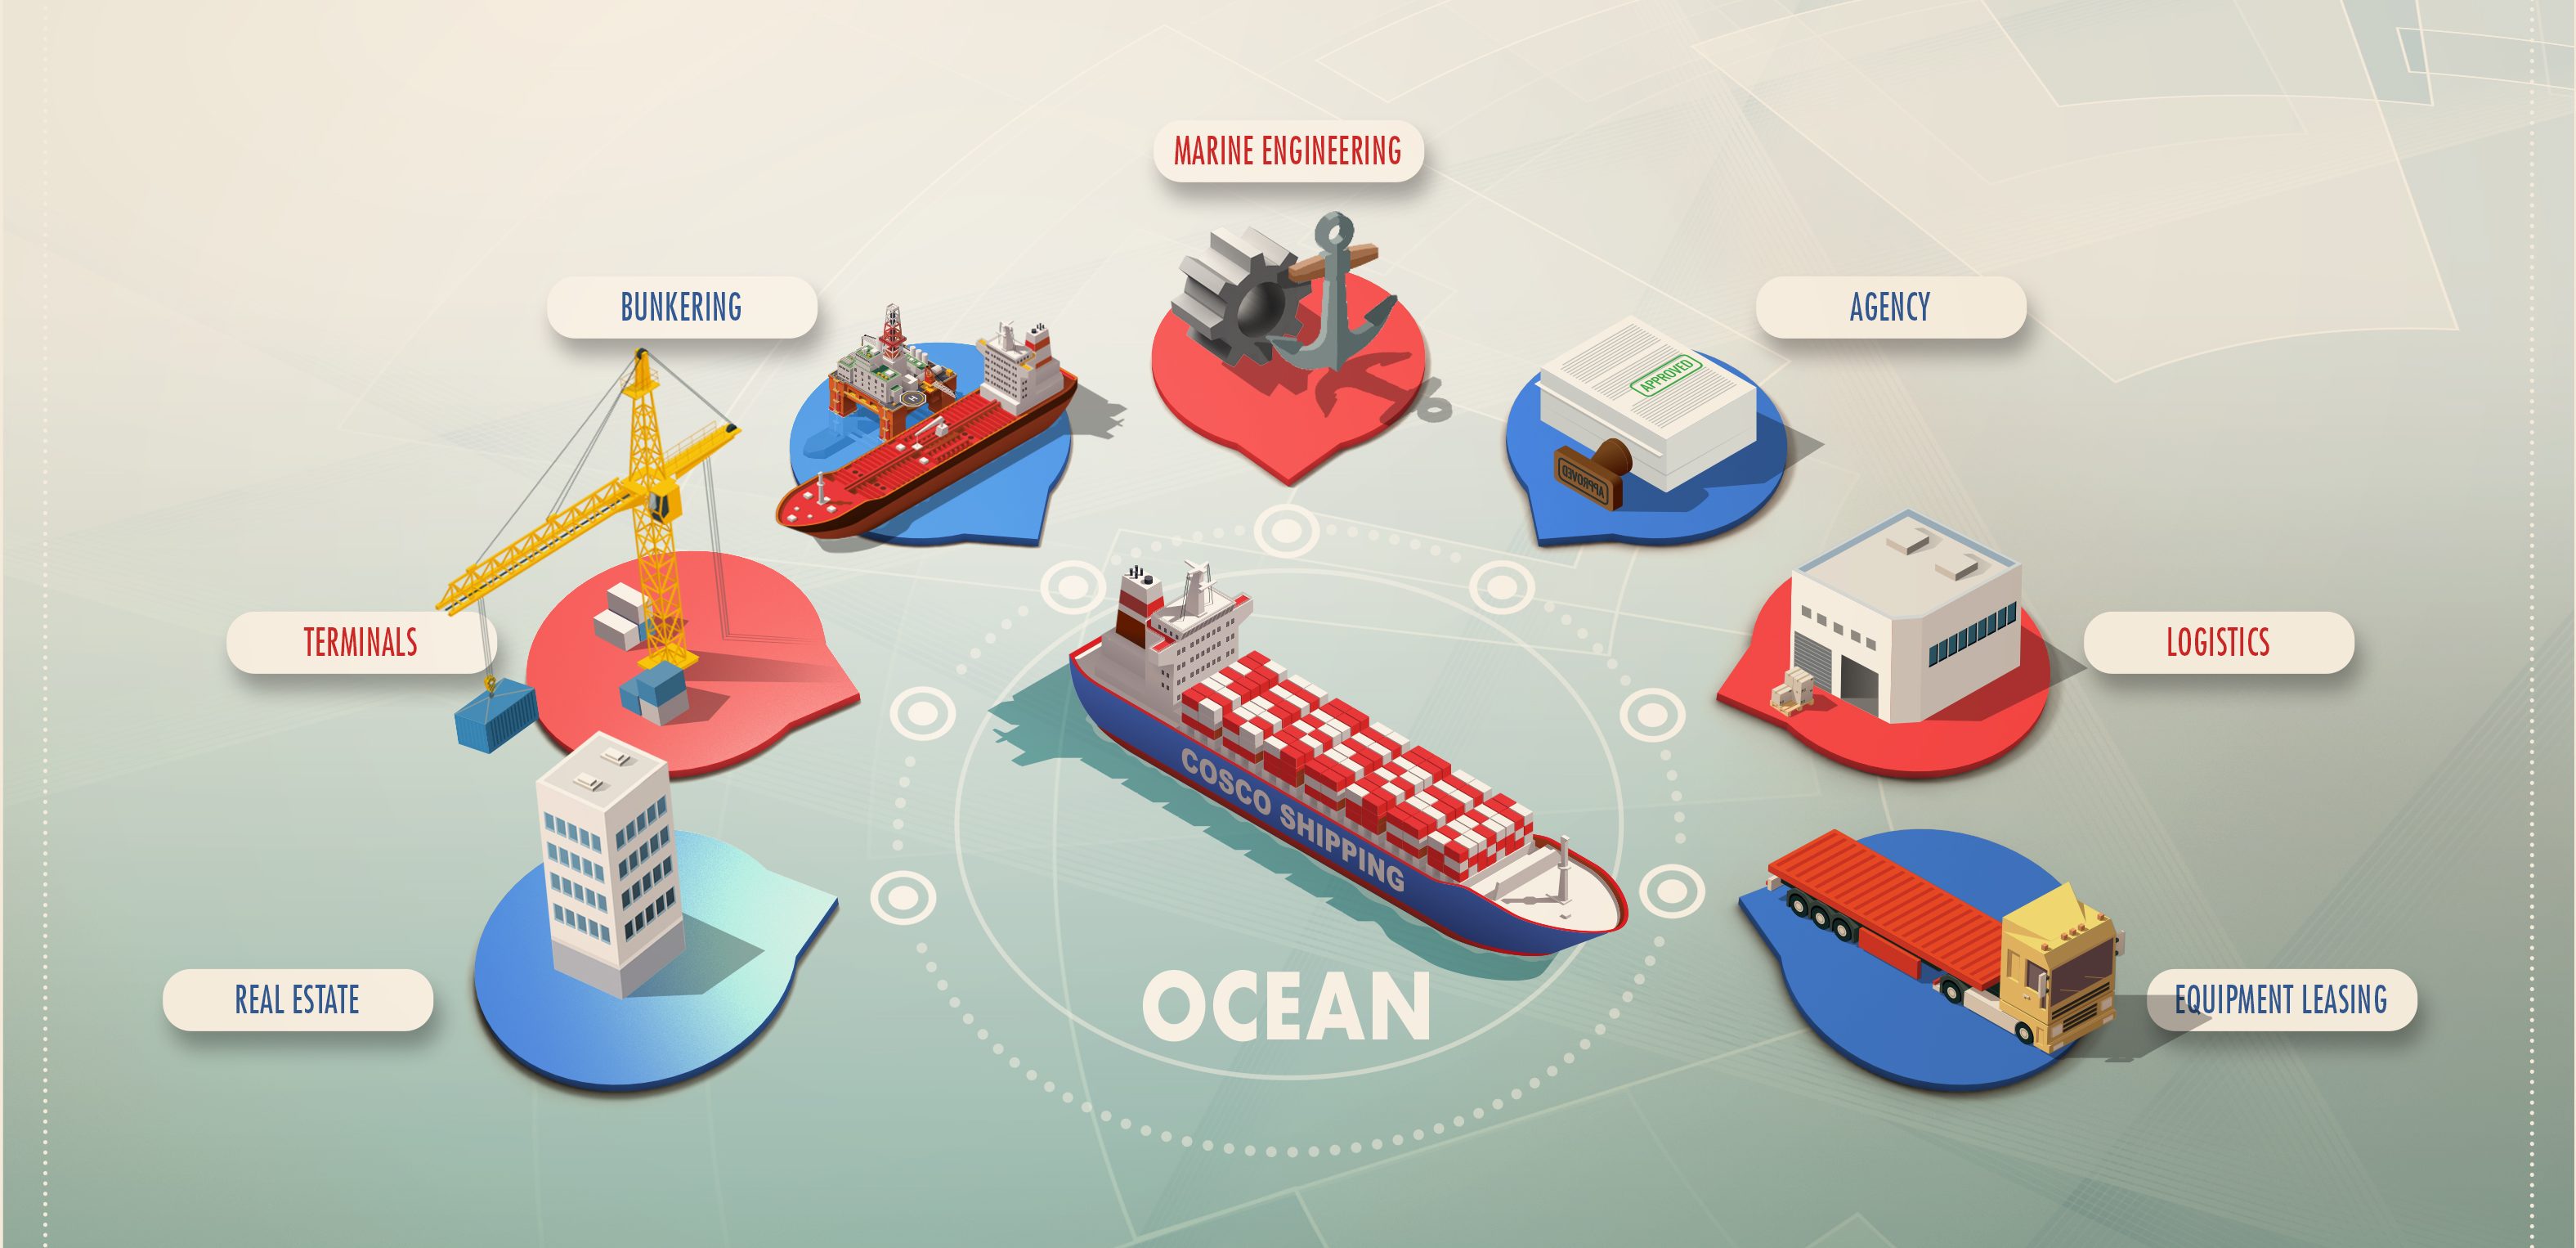 MARINE ENGINEERING
BUNKERING
AGENCY
APPROVED
APPROVED
TERMINALS
LOGISTICS
COSCO SHIPPING
REAL ESTATE
EQUIPMENT LEASING
OCEAN
H